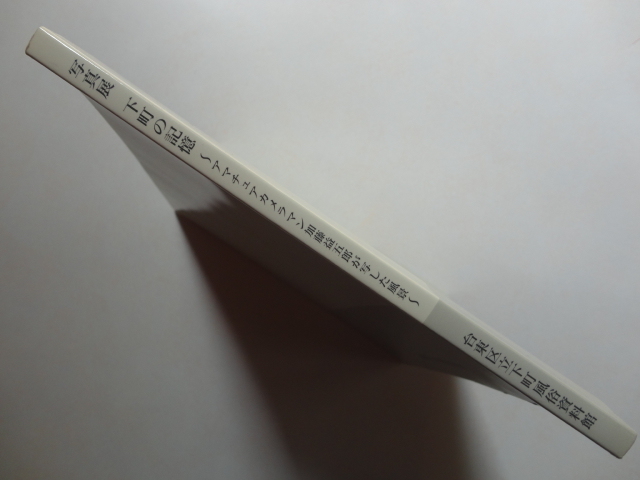 写真展 下町の記憶 ～アマチュアカメラマン加藤益五郎が写した風景～
台東区立下町風俗資料館